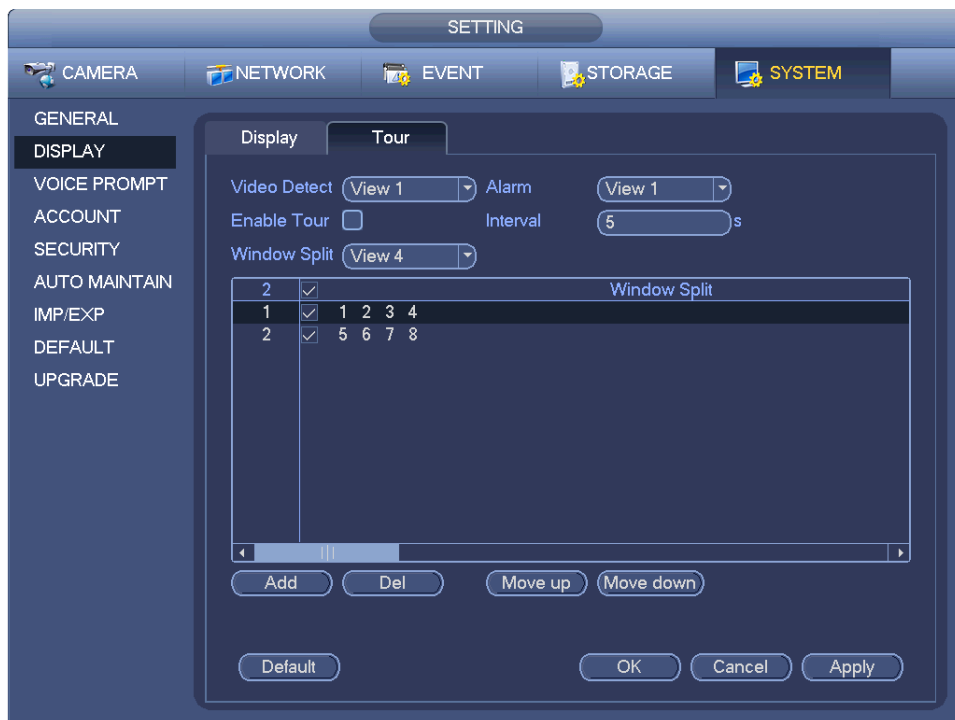 SETTING
CAMERA NETWORK EVENT STORAGE SYSTEM
GENERAL
DISPLAY
VOICE PROMPT
ACCOUNT
SECURITY
AUTO MAINTAIN
IMP/EXP
DEFAULT
UPGRADE
Display Tour
Video Detect View 1 Alarm View 1
Enable Tour Interval 5 s
Window Split View 4
2 Window Split
1 1 2 3 4
2 5 6 7 8
Add Del Move up Move down
Default OK Cancel Apply